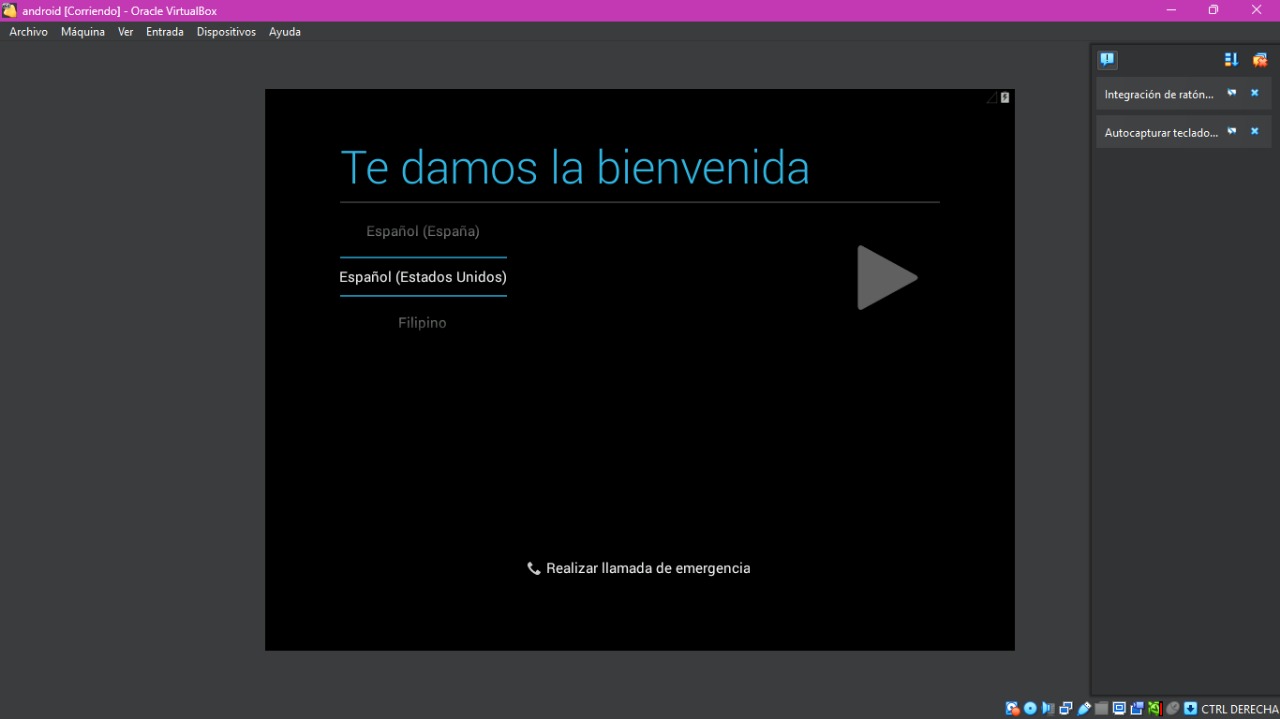 android [Corriendo] - Oracle VirtualBox
Archivo Máquina Ver Entrada Dispositivos Ayuda
Integración de ratón...
Autocapturar teclado...
Te damos la bienvenida
Español (España)
Español (Estados Unidos)
Filipino
Realizar llamada de emergencia
CTRL DERECHA